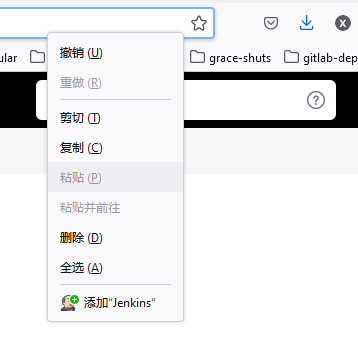 撤销 (U)
ular
grace-shuts
gitlab-dep
重做 (R)
剪切 (T)
复制 (C)
粘贴 (P)
粘贴并前往
删除 (D)
全选 (A)
添加“Jenkins”